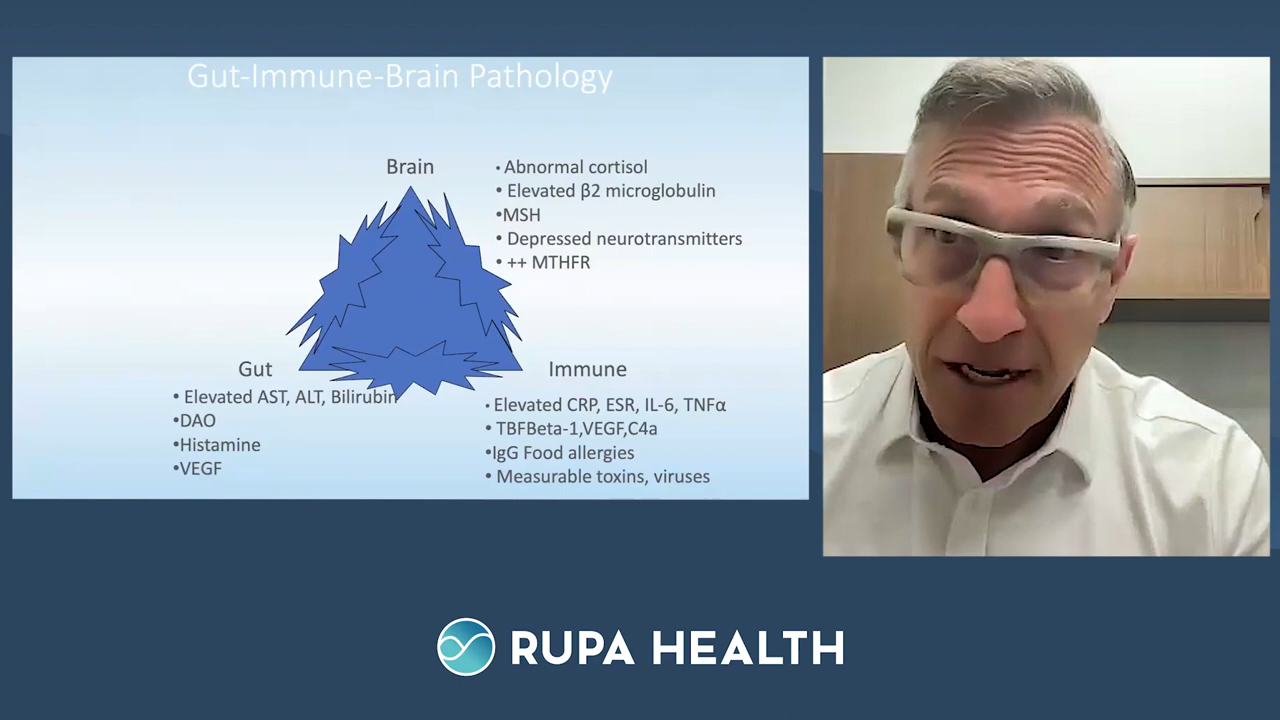 Gut-Immune-Brain Pathology
Brain
• Abnormal cortisol
• Elevated β2 microglobulin
•MSH
• Depressed neurotransmitters
• ++ MTHFR
Gut
• Elevated AST, ALT, Bilirubin
•DAO
•Histamine
•VEGF
Immune
• Elevated CRP, ESR, IL-6, TNFα
• TBFBeta-1,VEGF,C4a
•IgG Food allergies
• Measurable toxins, viruses
RUPA HEALTH